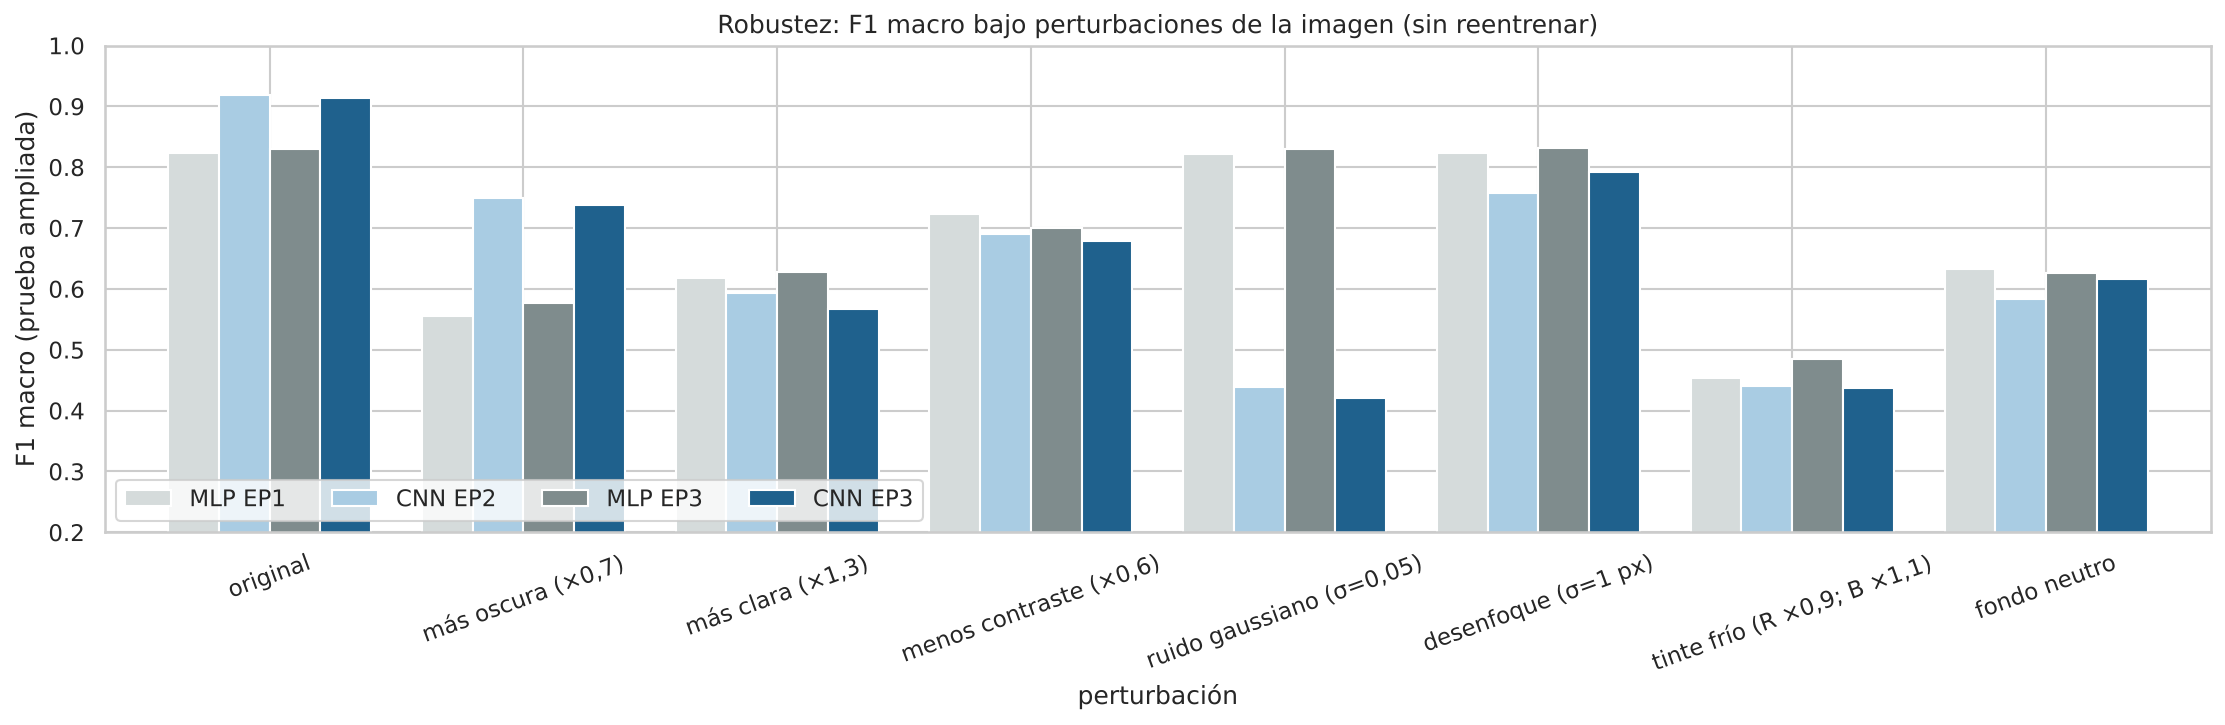 Robustez: F1 macro bajo perturbaciones de la imagen (sin reentrenar)
F1 macro (prueba ampliada)
1.0
0.9
0.8
0.7
0.6
0.5
0.4
0.3
0.2
MLP EP1
CNN EP2
MLP EP3
CNN EP3
original
más oscura (×0,7)
más clara (×1,3)
menos contraste (×0,6)
ruido gaussiano (σ=0,05)
desenfoque (σ=1 px)
tinte frío (R ×0,9; B ×1,1)
fondo neutro
perturbación